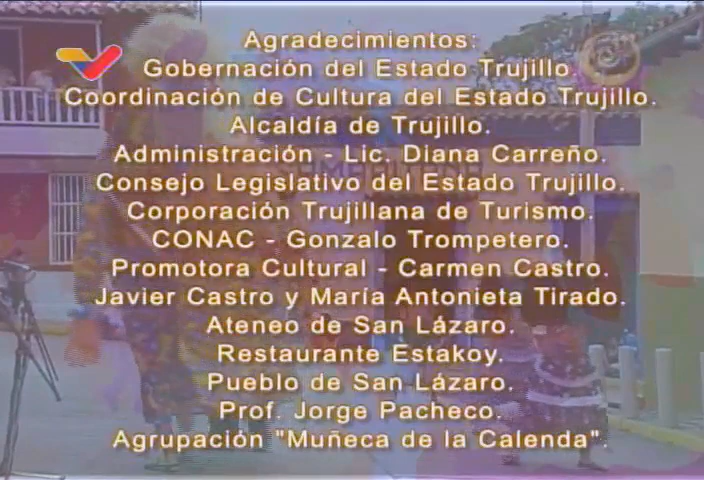 Agradecimientos:
Gobernación del Estado Trujillo.
Coordinación de Cultura del Estado Trujillo.
Alcaldía de Trujillo.
Administración - Lic. Diana Carreño.
Consejo Legislativo del Estado Trujillo.
Corporación Trujillana de Turismo.
CONAC - Gonzalo Trompetero.
Promotora Cultural - Carmen Castro.
Javier Castro y María Antonieta Tirado.
Ateneo de San Lázaro.
Restaurante Estakoy.
Pueblo de San Lázaro.
Prof. Jorge Pacheco.
Agrupación "Muñeca de la Calenda".